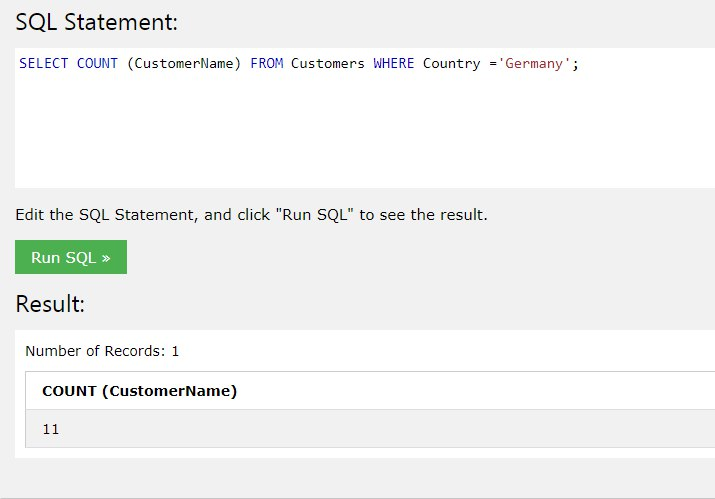 SQL Statement:
SELECT COUNT (CustomerName) FROM Customers WHERE Country ='Germany';
Edit the SQL Statement, and click "Run SQL" to see the result.
Run SQL »
Result:
Number of Records: 1
COUNT (CustomerName)
11